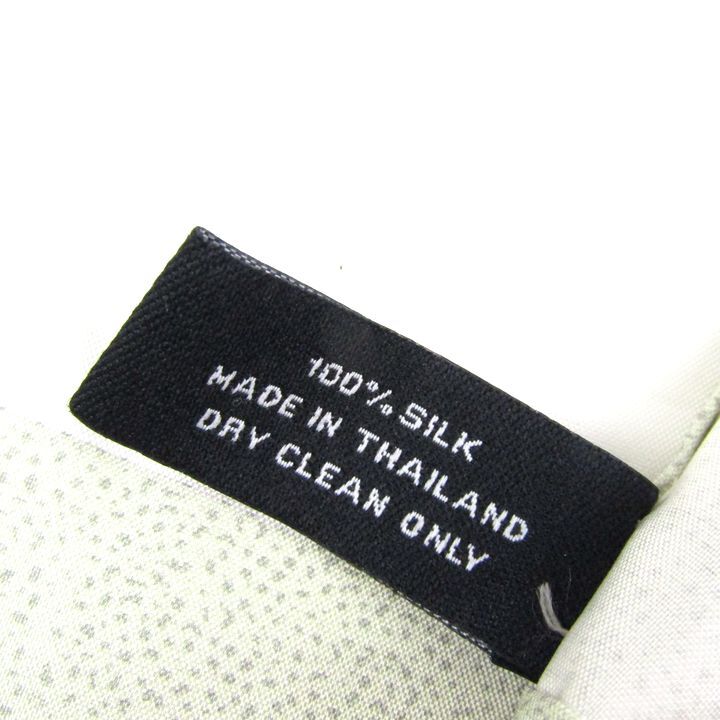 100% SILK
MADE IN THAILAND
DRY CLEAN ONLY